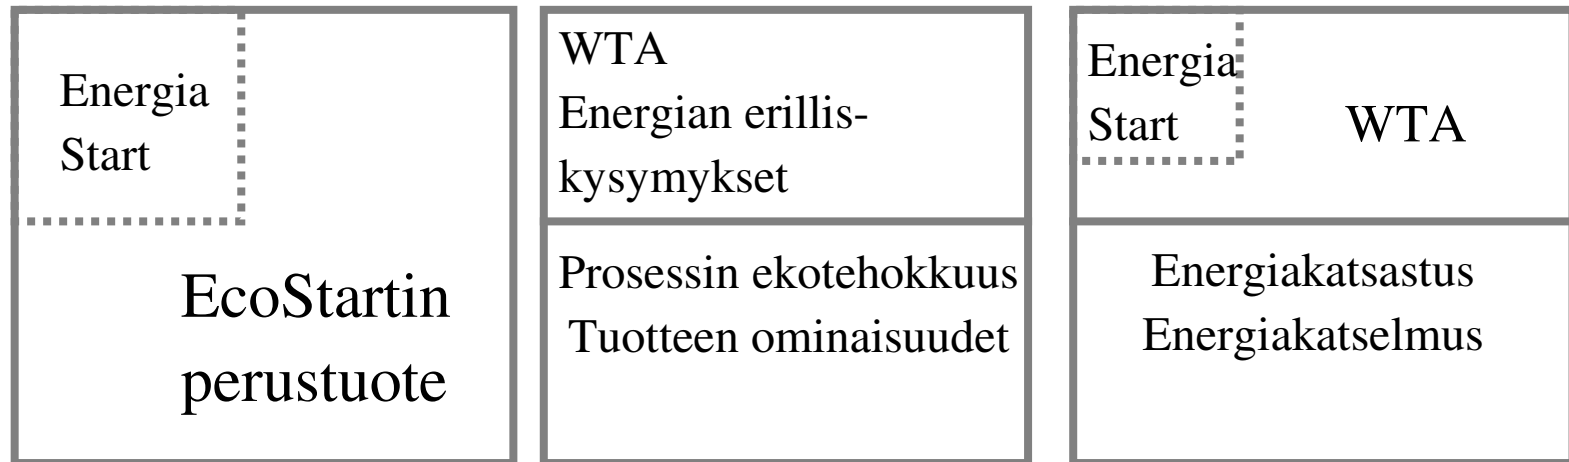 Energia
Start
EcoStartin
perustuote
WTA
Energian erillis-
kysymykset
Prosessin ekotehokkuus
Tuotteen ominaisuudet
Energia
Start
WTA
Energiakatsastus
Energiakatselmus